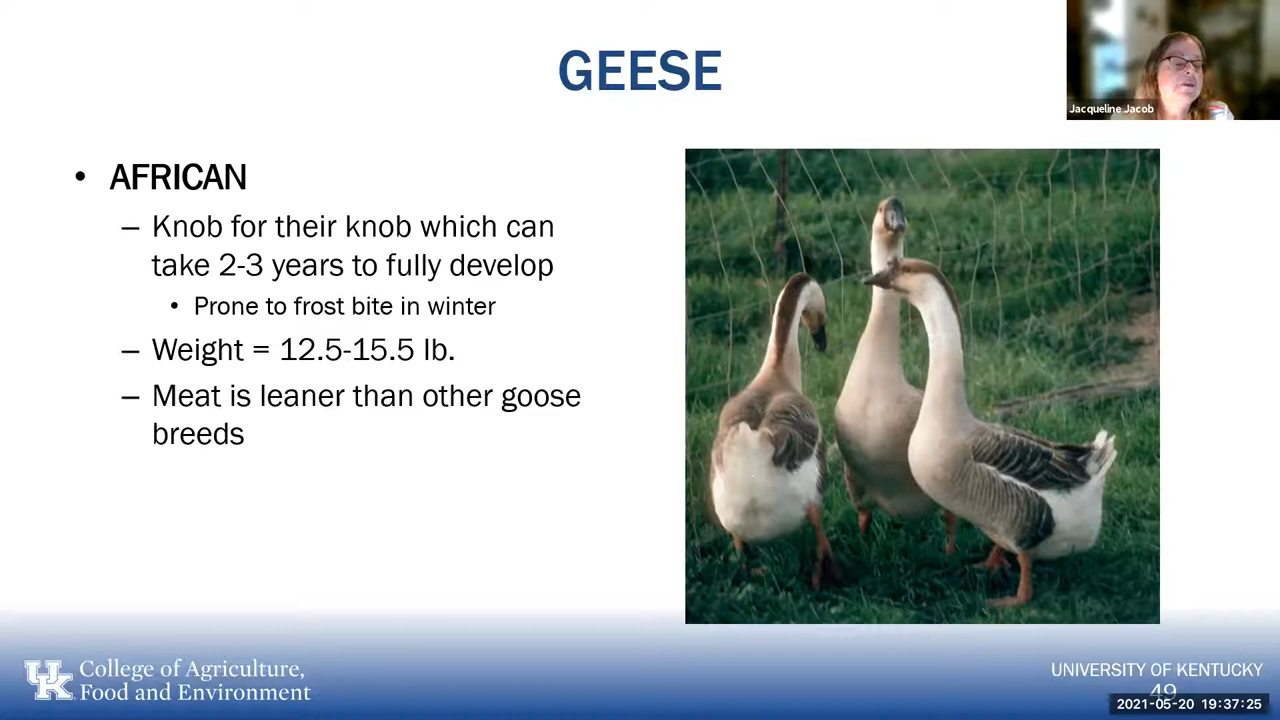 GEESE
Jacqueline Jacob
• AFRICAN
– Knob for their knob which can
take 2-3 years to fully develop
• Prone to frost bite in winter
– Weight = 12.5-15.5 lb.
– Meat is leaner than other goose
breeds
UK
College of Agriculture,
Food and Environment
UNIVERSITY OF KENTUCKY
49
2021-05-20 19:37:25